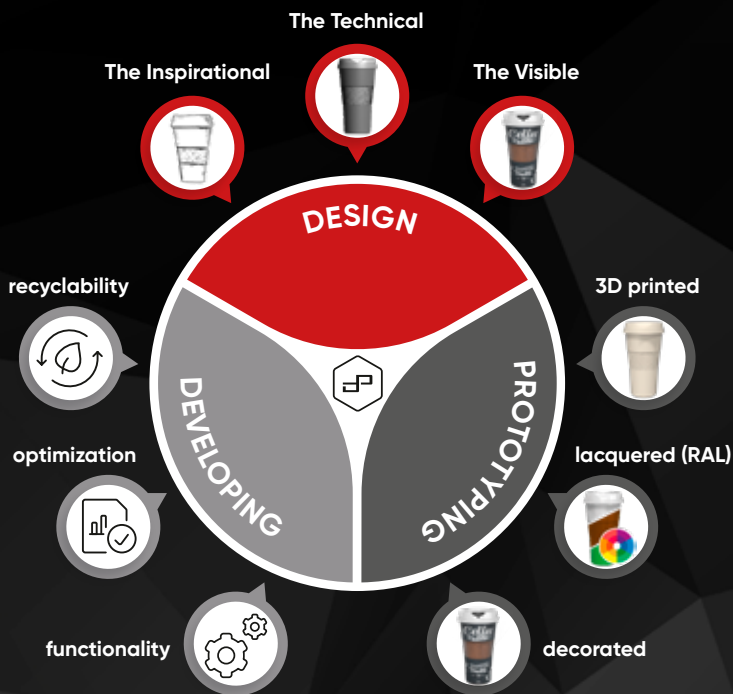 The Technical
The Inspirational
The Visible
DESIGN
recyclability
3D printed
DEVELOPING
PROTOTYPING
optimization
lacquered (RAL)
functionality
decorated